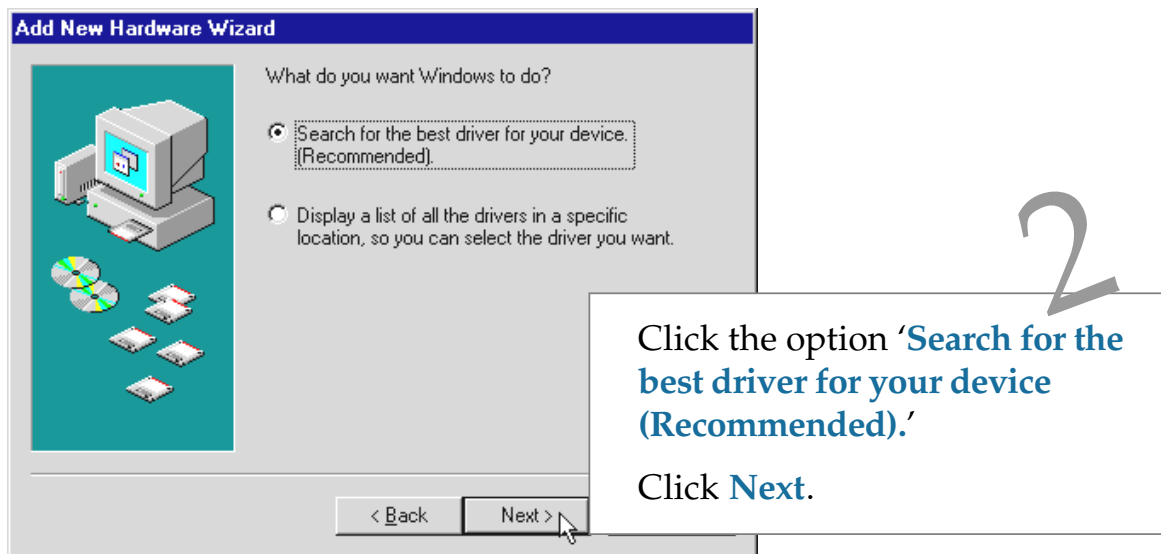 Add New Hardware Wizard
What do you want Windows to do?
Search for the best driver for your device.
(Recommended).
Display a list of all the drivers in a specific
location, so you can select the driver you want.
< Back
Next >
2
Click the option ‘Search for the
best driver for your device
(Recommended).’
Click Next.